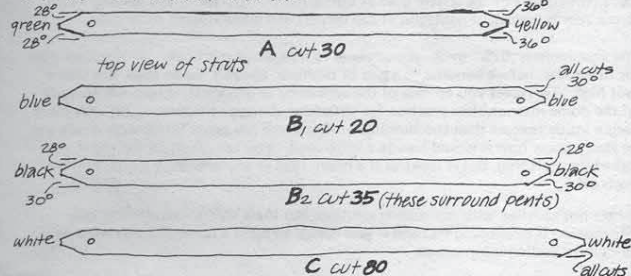 28° 36°
green yellow
28° 36°
A cut 30
top view of struts
all cuts
30°
blue blue
B1 cut 20
28° 28°
black black
30° 30°
B2 cut 35 (these surround pents)
white white
C cut 80 all cuts